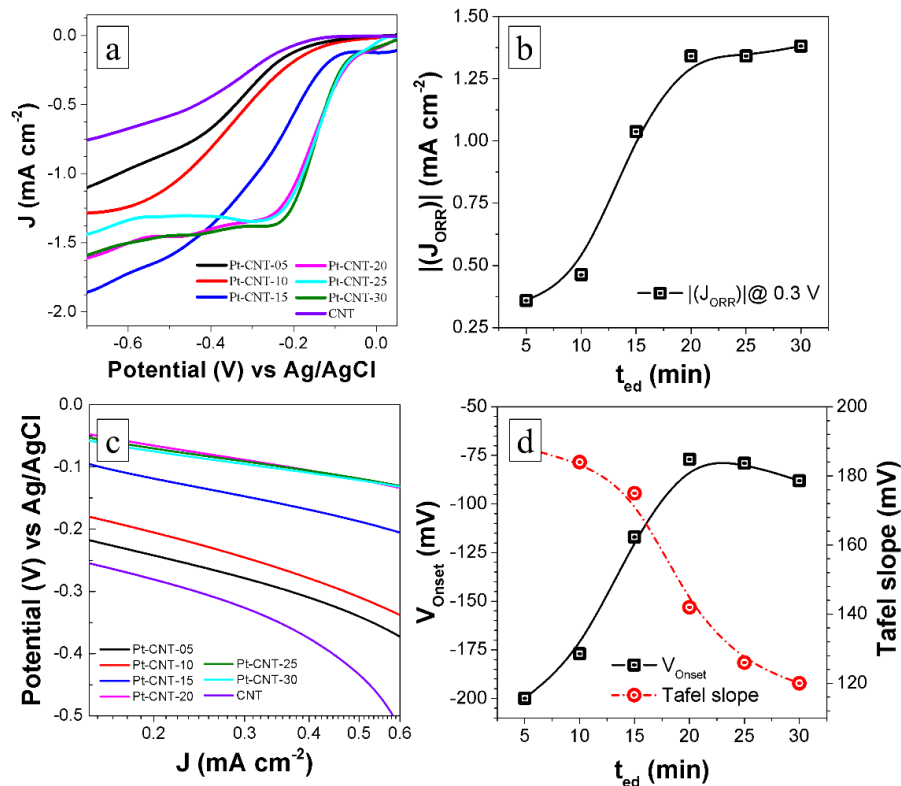 a
0.0
-0.5
-1.0
-1.5
-2.0
J (mA cm-2)
Pt-CNT-05
Pt-CNT-10
Pt-CNT-15
Pt-CNT-20
Pt-CNT-25
Pt-CNT-30
CNT
-0.6 -0.4 -0.2 -0.0
Potential (V) vs Ag/AgCl
b
1.50
1.25
1.00
0.75
0.50
0.25
|(JORR)| (mA cm-2)
|(JORR)|@ 0.3 V
5 10 15 20 25 30
ted (min)
c
0.0
-0.1
-0.2
-0.3
-0.4
-0.5
Potential (V) vs Ag/AgCl
Pt-CNT-05
Pt-CNT-10
Pt-CNT-15
Pt-CNT-20
Pt-CNT-25
Pt-CNT-30
CNT
0.2 0.3 0.4 0.5 0.6
J (mA cm-2)
d
-50
-75
-100
-125
-150
-175
-200
VOnset (mV)
VOnset
Tafel slope
200
180
160
140
120
Tafel slope (mV)
5 10 15 20 25 30
ted (min)